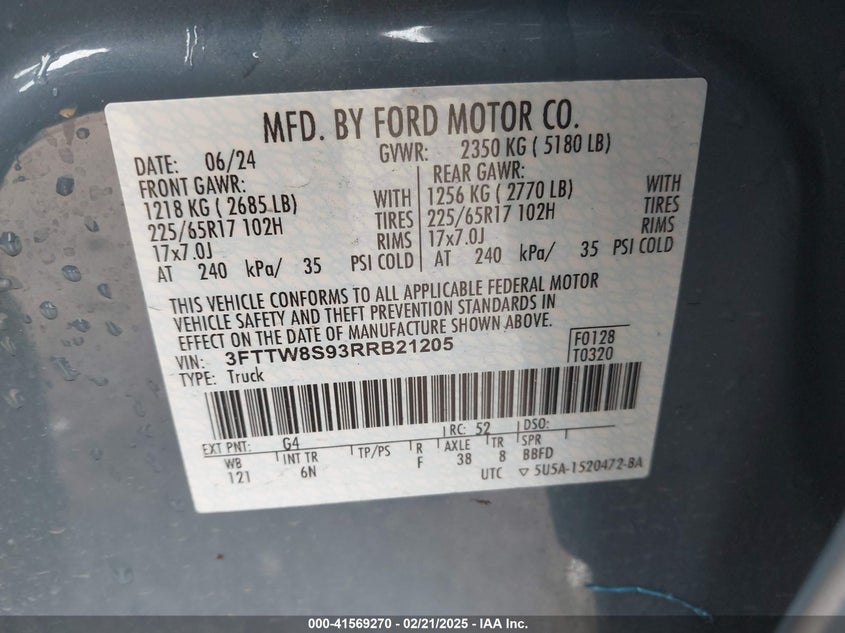 MFD. BY FORD MOTOR CO.
DATE: 06/24 GVWR: 2350 KG ( 5180 LB)
FRONT GAWR: REAR GAWR:
1218 KG ( 2685 LB) WITH 1256 KG ( 2770 LB) WITH
225/65R17 102H TIRES 225/65R17 102H TIRES
17x7.0J RIMS 17x7.0J RIMS
AT 240 kPa/ 35 PSI COLD AT 240 kPa/ 35 PSI COLD
THIS VEHICLE CONFORMS TO ALL APPLICABLE FEDERAL MOTOR
VEHICLE SAFETY AND THEFT PREVENTION STANDARDS IN
EFFECT ON THE DATE OF MANUFACTURE SHOWN ABOVE.
VIN: 3FTTW8S93RRB21205 F0128
TYPE: Truck T0320
EXT PNT: G4 RC: 52 DSO:
WB INT TR TP/PS R AXLE TR SPR
121 6N F 38 8 BBFD
UTC ▽ 5U5A-1520472-BA
000-41569270 - 02/21/2025 - IAA Inc.